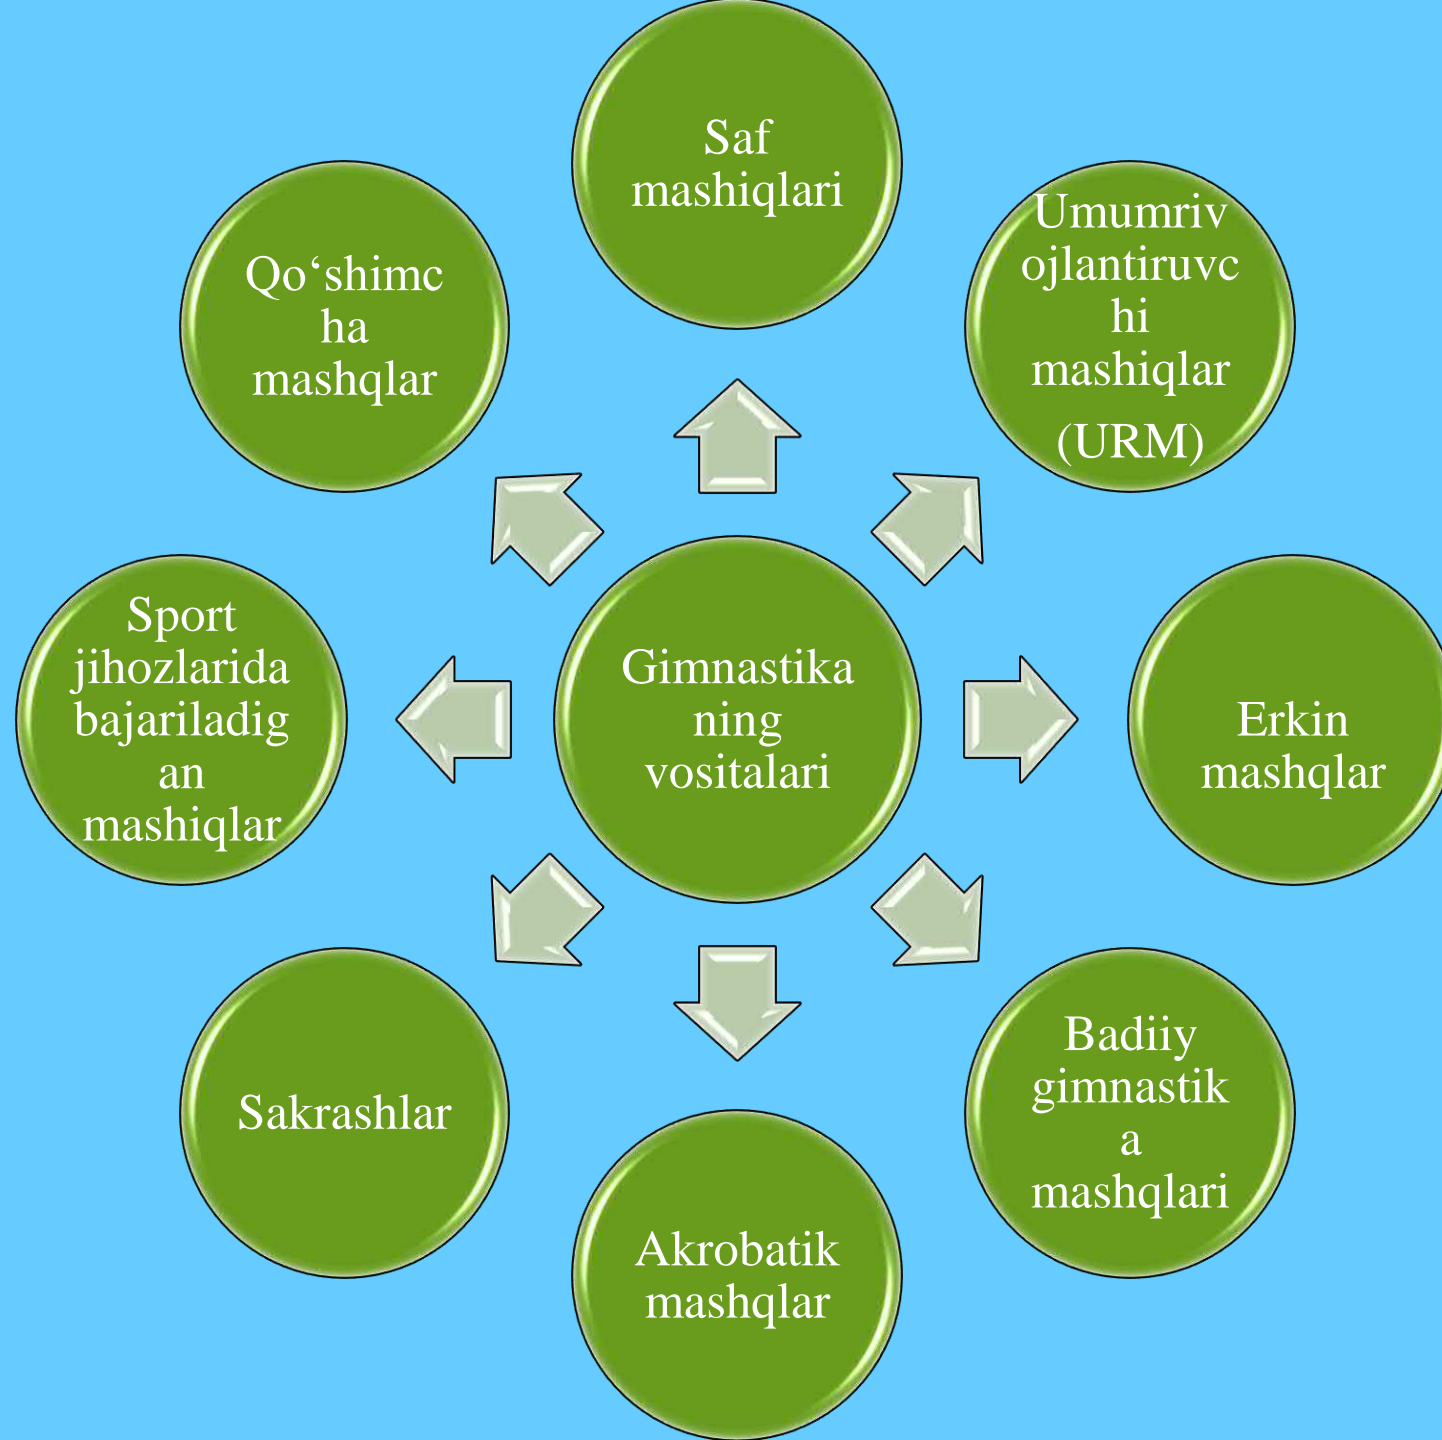 Saf
mashiqlari
Umumriv
ojlantiruvc
hi
mashiqlar
(URM)
Erkin
mashqlar
Badiiy
gimnastik
a
mashqlari
Akrobatik
mashqlar
Sakrashlar
Sport
jihozlarida
bajariladig
an
mashiqlar
Qo‘shimc
ha
mashqlar
Gimnastika
ning
vositalari